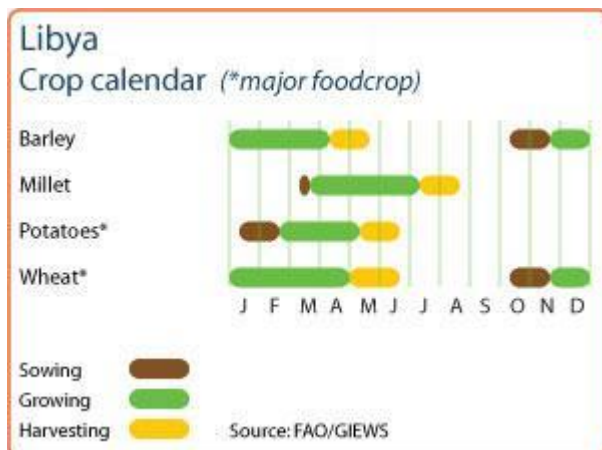 Libya
Crop calendar (*major foodcrop)
Barley
Millet
Potatoes*
Wheat*
J F M A M J J A S O N D
Sowing
Growing
Harvesting Source: FAO/GIEWS